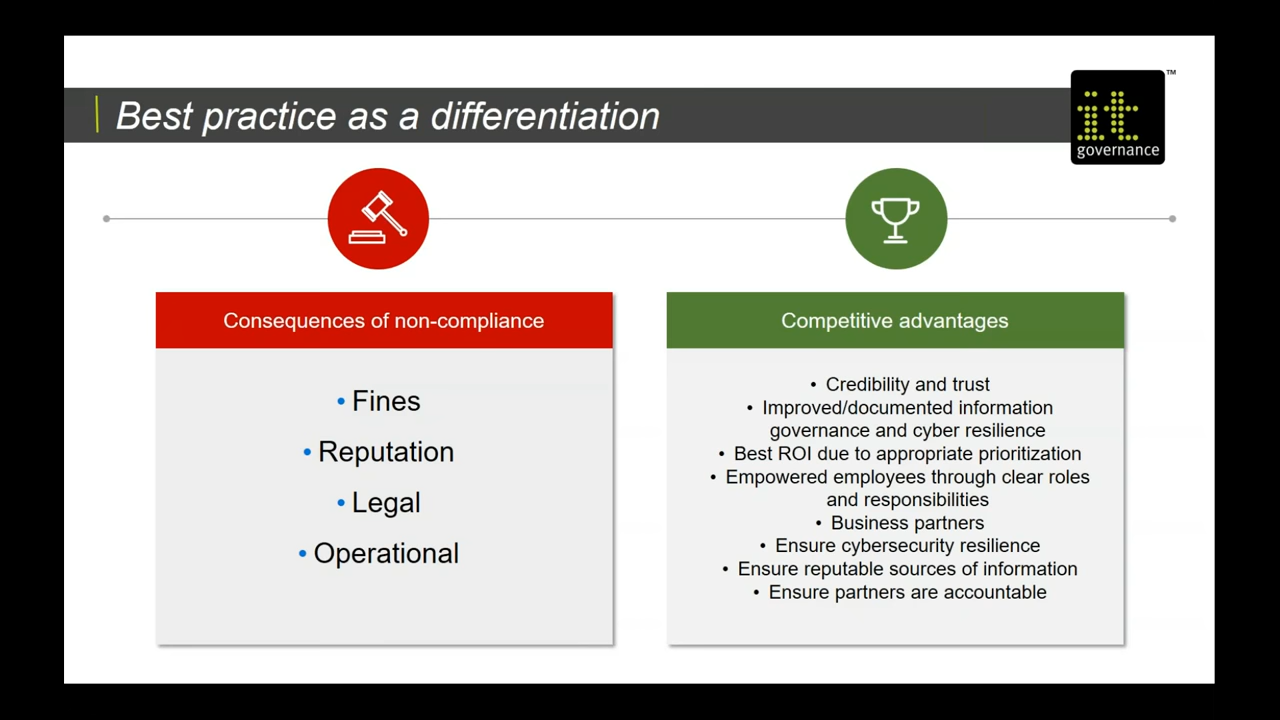 Best practice as a differentiation
it
governance
™
Consequences of non-compliance
• Fines
• Reputation
• Legal
• Operational
Competitive advantages
• Credibility and trust
• Improved/documented information
governance and cyber resilience
• Best ROI due to appropriate prioritization
• Empowered employees through clear roles
and responsibilities
• Business partners
• Ensure cybersecurity resilience
• Ensure reputable sources of information
• Ensure partners are accountable